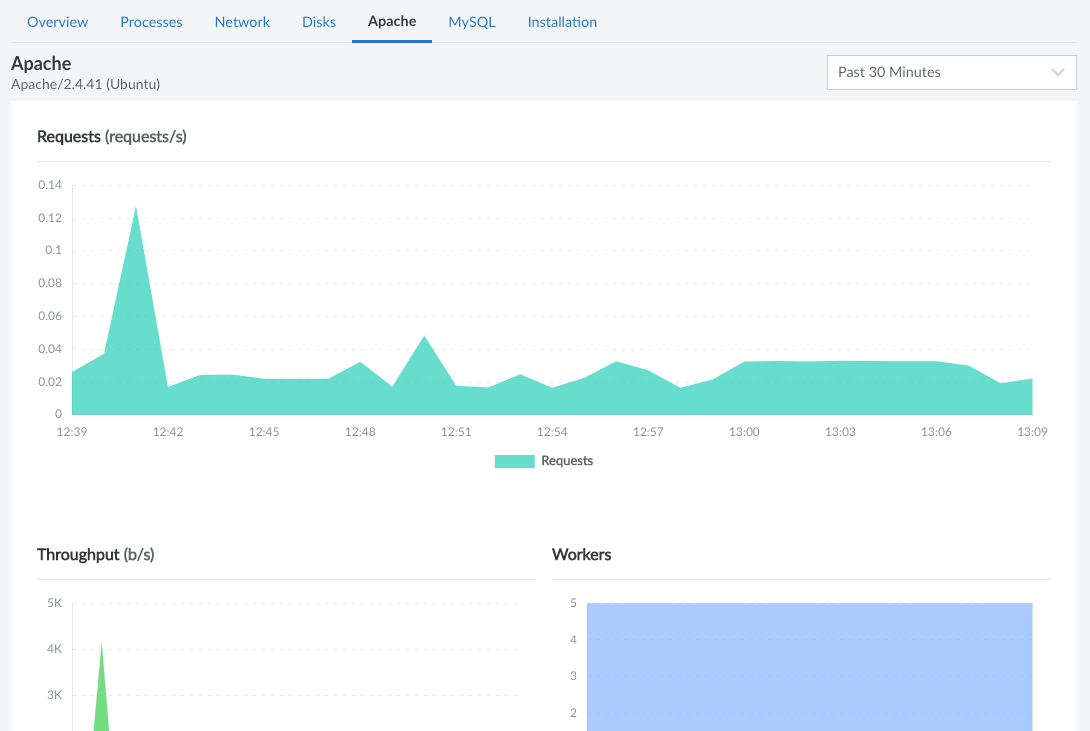 Overview Processes Network Disks Apache MySQL Installation
Apache
Apache/2.4.41 (Ubuntu)
Past 30 Minutes
Requests (requests/s)
0.14
0.12
0.1
0.08
0.06
0.04
0.02
0
12:39 12:42 12:45 12:48 12:51 12:54 12:57 13:00 13:03 13:06 13:09
Requests
Throughput (b/s)
5K
4K
3K
Workers
5
4
3
2